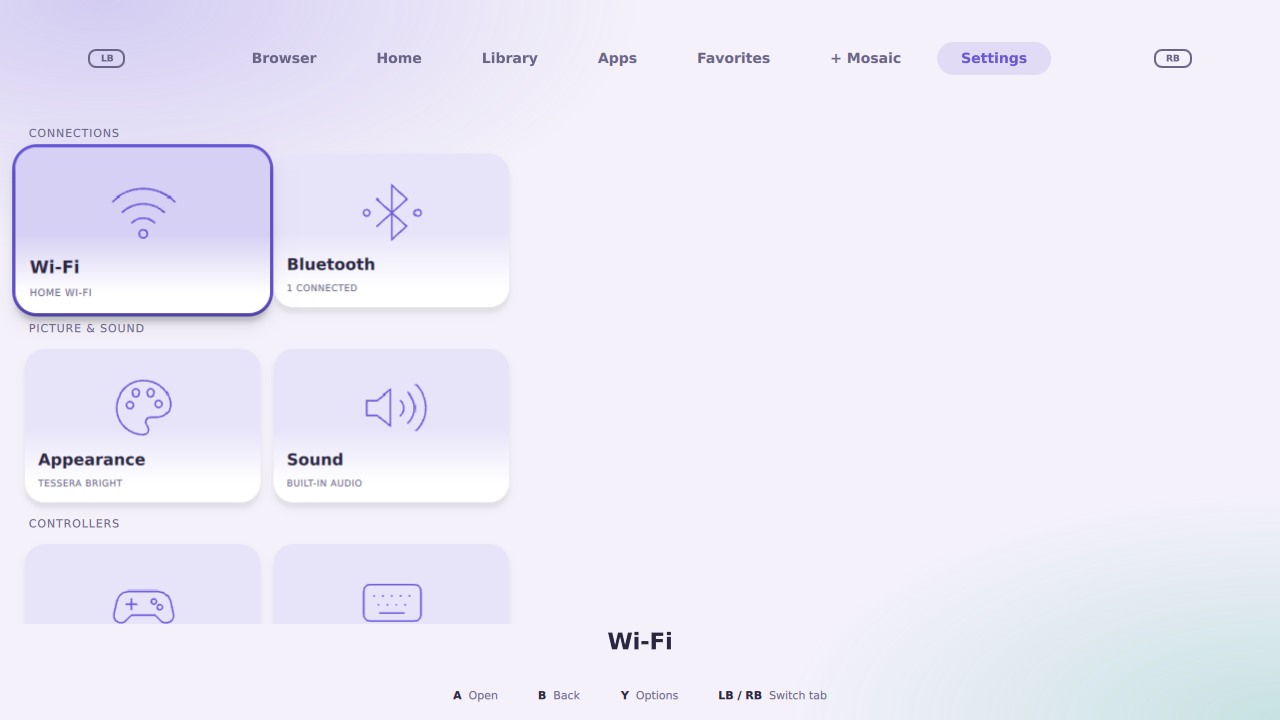 LB Browser Home Library Apps Favorites + Mosaic Settings RB
CONNECTIONS
Wi-Fi
HOME WI-FI
Bluetooth
1 CONNECTED
PICTURE & SOUND
Appearance
TESSERA BRIGHT
Sound
BUILT-IN AUDIO
CONTROLLERS
Wi-Fi
A Open B Back Y Options LB / RB Switch tab